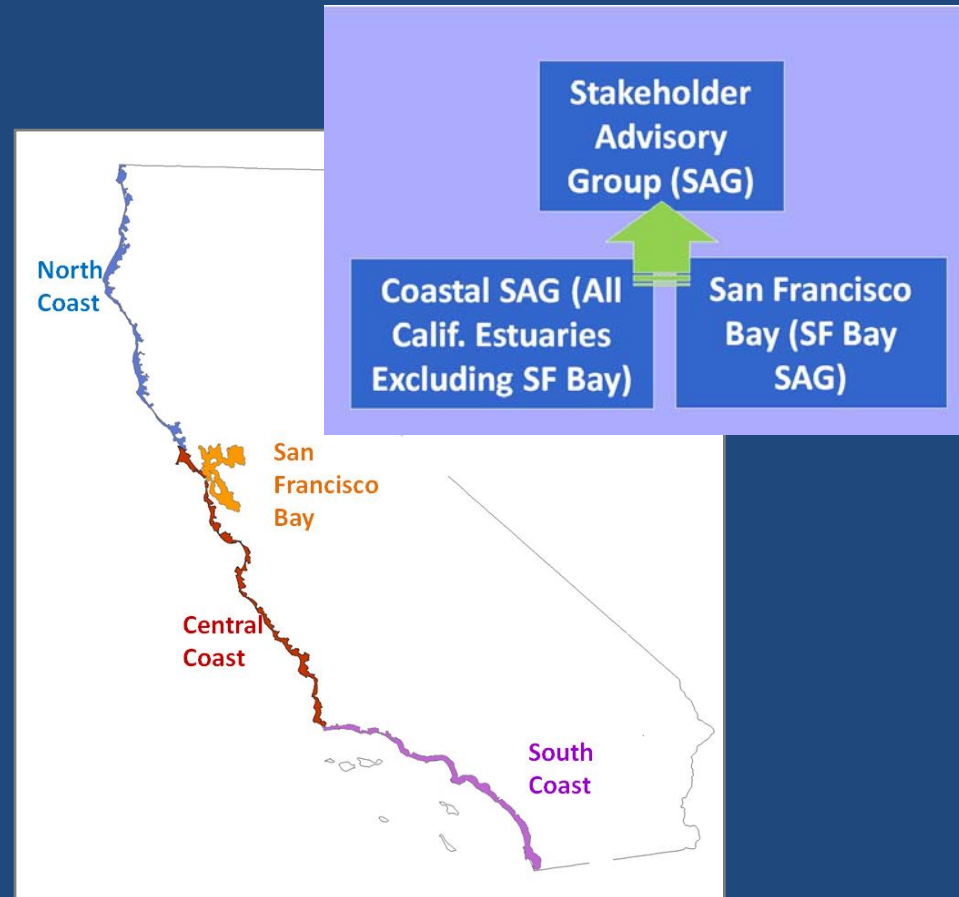 Stakeholder
Advisory
Group (SAG)
Coastal SAG (All
Calif. Estuaries
Excluding SF Bay)
San Francisco
Bay (SF Bay
SAG)
North
Coast
San
Francisco
Bay
Central
Coast
South
Coast